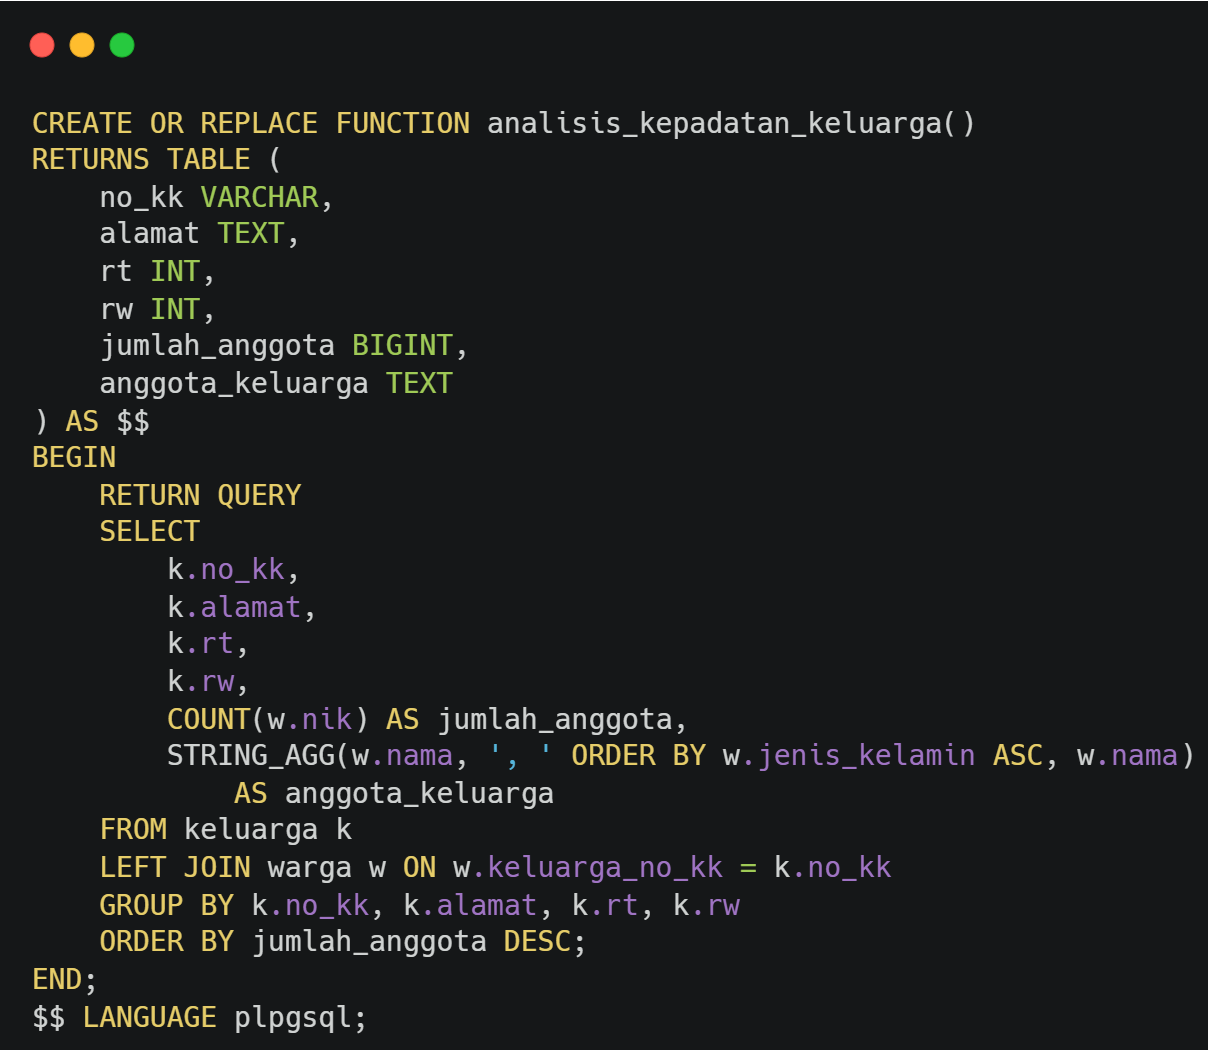 CREATE OR REPLACE FUNCTION analisis_kepadatan_keluarga()
RETURNS TABLE (
    no_kk VARCHAR,
    alamat TEXT,
    rt INT,
    rw INT,
    jumlah_anggota BIGINT,
    anggota_keluarga TEXT
) AS $$
BEGIN
    RETURN QUERY
    SELECT
        k.no_kk,
        k.alamat,
        k.rt,
        k.rw,
        COUNT(w.nik) AS jumlah_anggota,
        STRING_AGG(w.nama, ', ' ORDER BY w.jenis_kelamin ASC, w.nama)
            AS anggota_keluarga
    FROM keluarga k
    LEFT JOIN warga w ON w.keluarga_no_kk = k.no_kk
    GROUP BY k.no_kk, k.alamat, k.rt, k.rw
    ORDER BY jumlah_anggota DESC;
END;
$$ LANGUAGE plpgsql;